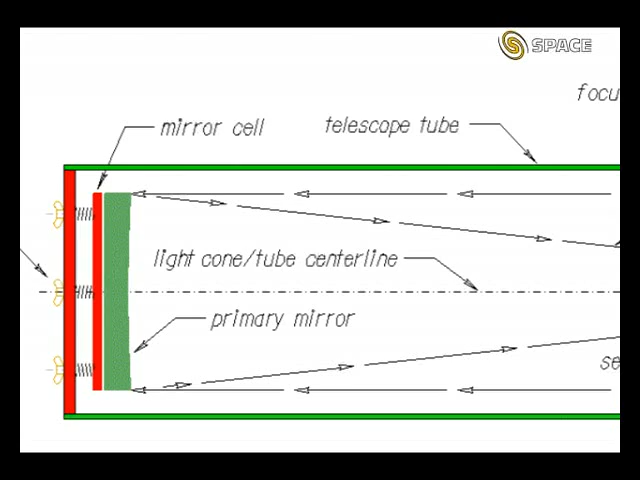 SPACE
focu
mirror cell
telescope tube
light cone/tube centerline
primary mirror
se